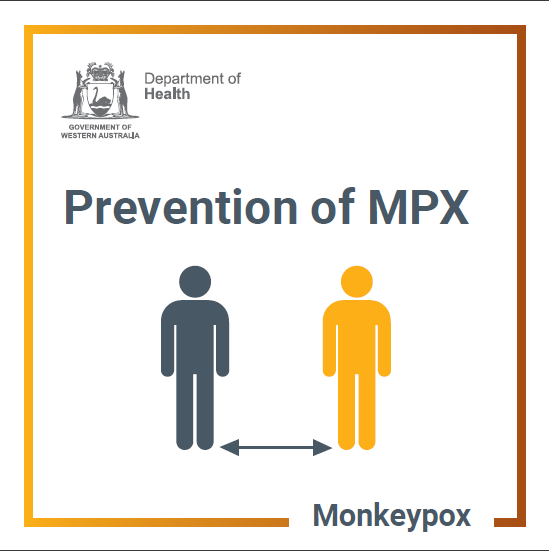 Department of
Health
GOVERNMENT OF
WESTERN AUSTRALIA
Prevention of MPX
Monkeypox